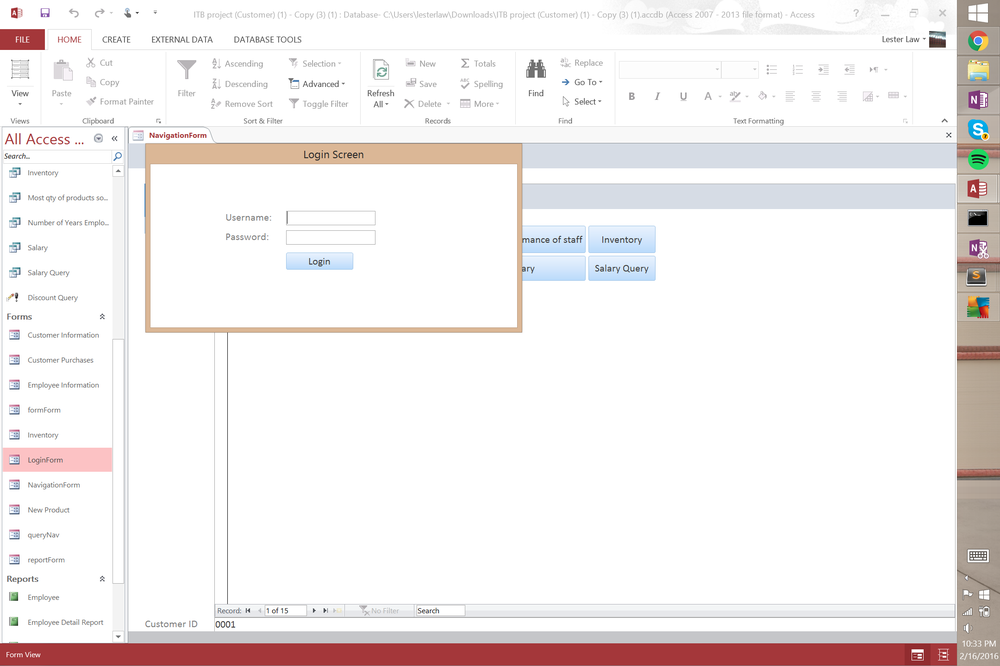 ITB project (Customer) (1) - Copy (3) (1) : Database- C:\Users\lesterlaw\Downloads\ITB project (Customer) (1) - Copy (3) (1).accdb (Access 2007 - 2013 file format) - Access
FILE HOME CREATE EXTERNAL DATA DATABASE TOOLS Lester Law
View
Views
Paste
Cut
Copy
Format Painter
Clipboard
Filter
Ascending
Descending
Remove Sort
Selection
Advanced
Toggle Filter
Sort & Filter
Refresh
All
New
Save
Delete
Totals
Spelling
More
Records
Find
Replace
Go To
Select
Find
B I U A
Text Formatting
All Access ...
Search...
Inventory
Most qty of products so...
Number of Years Emplo...
Salary
Salary Query
Discount Query
Forms
Customer Information
Customer Purchases
Employee Information
formForm
Inventory
LoginForm
NavigationForm
New Product
queryNav
reportForm
Reports
Employee
Employee Detail Report
NavigationForm
Login Screen
Username:
Password:
Login
mance of staff Inventory
ary Salary Query
Record: 1 of 15 No Filter Search
Customer ID 0001
Form View
10:33 PM
2/16/2016